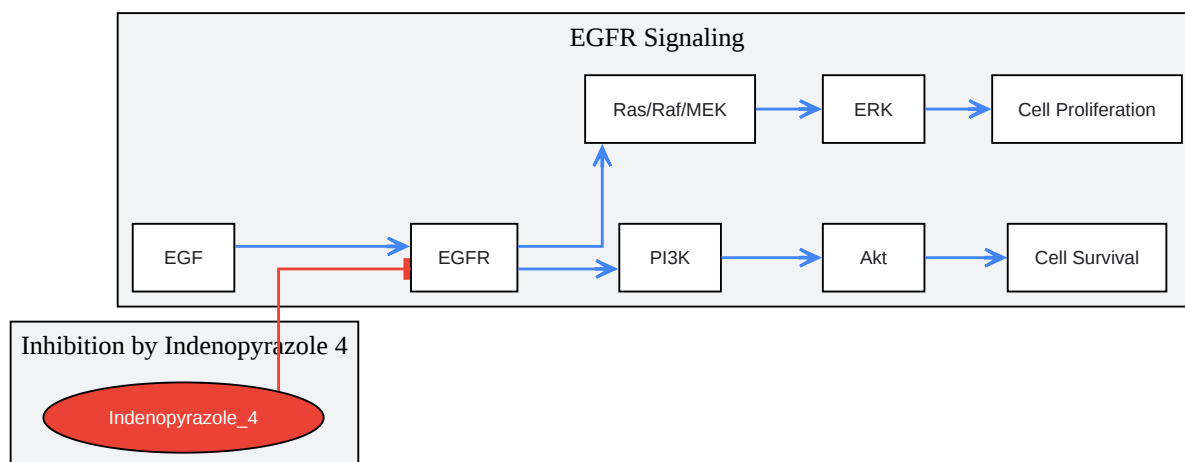 EGFR Signaling
Ras/Raf/MEK
ERK
Cell Proliferation
EGF
EGFR
PI3K
Akt
Cell Survival
Inhibition by Indenopyrazole 4
Indenopyrazole_4